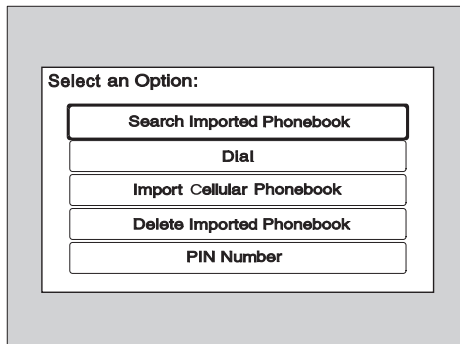 Select an Option:
Search Imported Phonebook
Dial
Import Cellular Phonebook
Delete Imported Phonebook
PIN Number